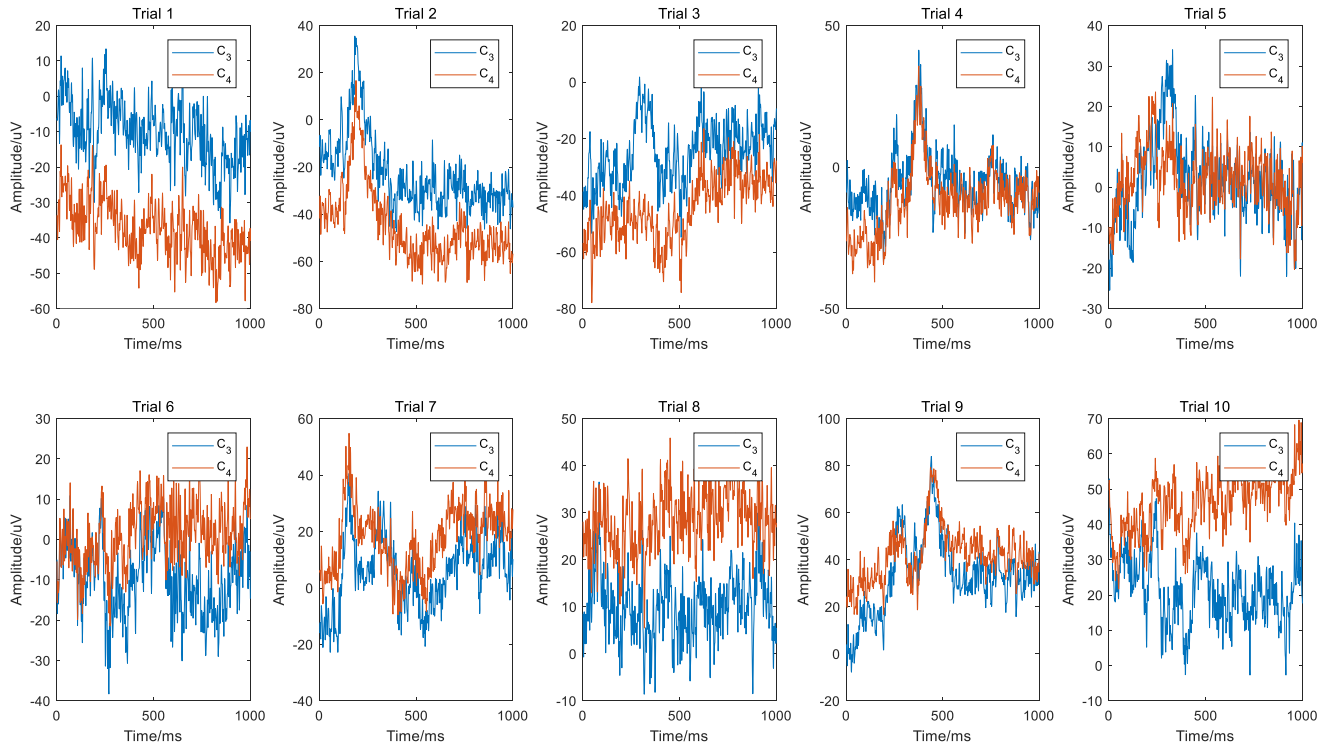 Trial 1
Amplitude/uV
20
10
0
-10
-20
-30
-40
-50
-60
C3
C4
0 500 1000
Time/ms
Trial 2
Amplitude/uV
40
20
0
-20
-40
-60
-80
C3
C4
0 500 1000
Time/ms
Trial 3
Amplitude/uV
20
0
-20
-40
-60
-80
C3
C4
0 500 1000
Time/ms
Trial 4
Amplitude/uV
50
0
-50
C3
C4
0 500 1000
Time/ms
Trial 5
Amplitude/uV
40
30
20
10
0
-10
-20
-30
C3
C4
0 500 1000
Time/ms
Trial 6
Amplitude/uV
30
20
10
0
-10
-20
-30
-40
C3
C4
0 500 1000
Time/ms
Trial 7
Amplitude/uV
60
40
20
0
-20
-40
C3
C4
0 500 1000
Time/ms
Trial 8
Amplitude/uV
50
40
30
20
10
0
-10
C3
C4
0 500 1000
Time/ms
Trial 9
Amplitude/uV
100
80
60
40
20
0
-20
C3
C4
0 500 1000
Time/ms
Trial 10
Amplitude/uV
70
60
50
40
30
20
10
0
-10
C3
C4
0 500 1000
Time/ms